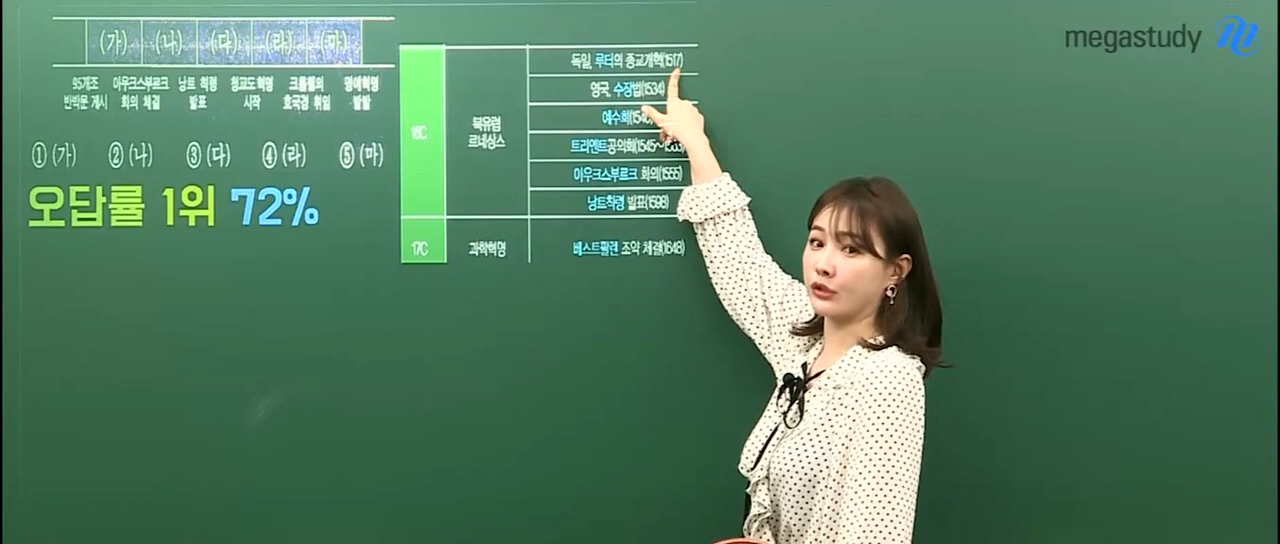 megastudy
(가) (나) (다) (라) (마)
95개조 반박문 게시
아우크스부르크 회의 체결
낭트 칙령 발표
청교도 혁명 시작
크롬웰의 호국경 취임
명예혁명 발발
① (가) ② (나) ③ (다) ④ (라) ⑤ (마)
오답률 1위 72%
16C
북유럽
르네상스
독일, 루터의 종교개혁(1517)
영국, 수장법(1534)
예수회
트리엔트공의회(1545~1563)
아우크스부르크 회의(1555)
낭트칙령 발표(1598)
17C
과학혁명
베스트팔렌 조약 체결(1648)